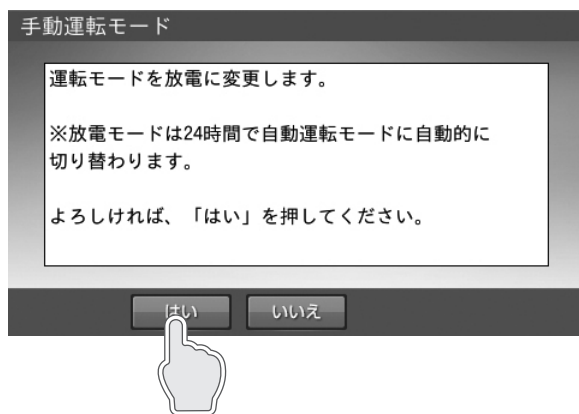 手動運転モード
運転モードを放電に変更します。
※放電モードは24時間で自動運転モードに自動的に
切り替わります。
よろしければ、「はい」を押してください。
はい
いいえ